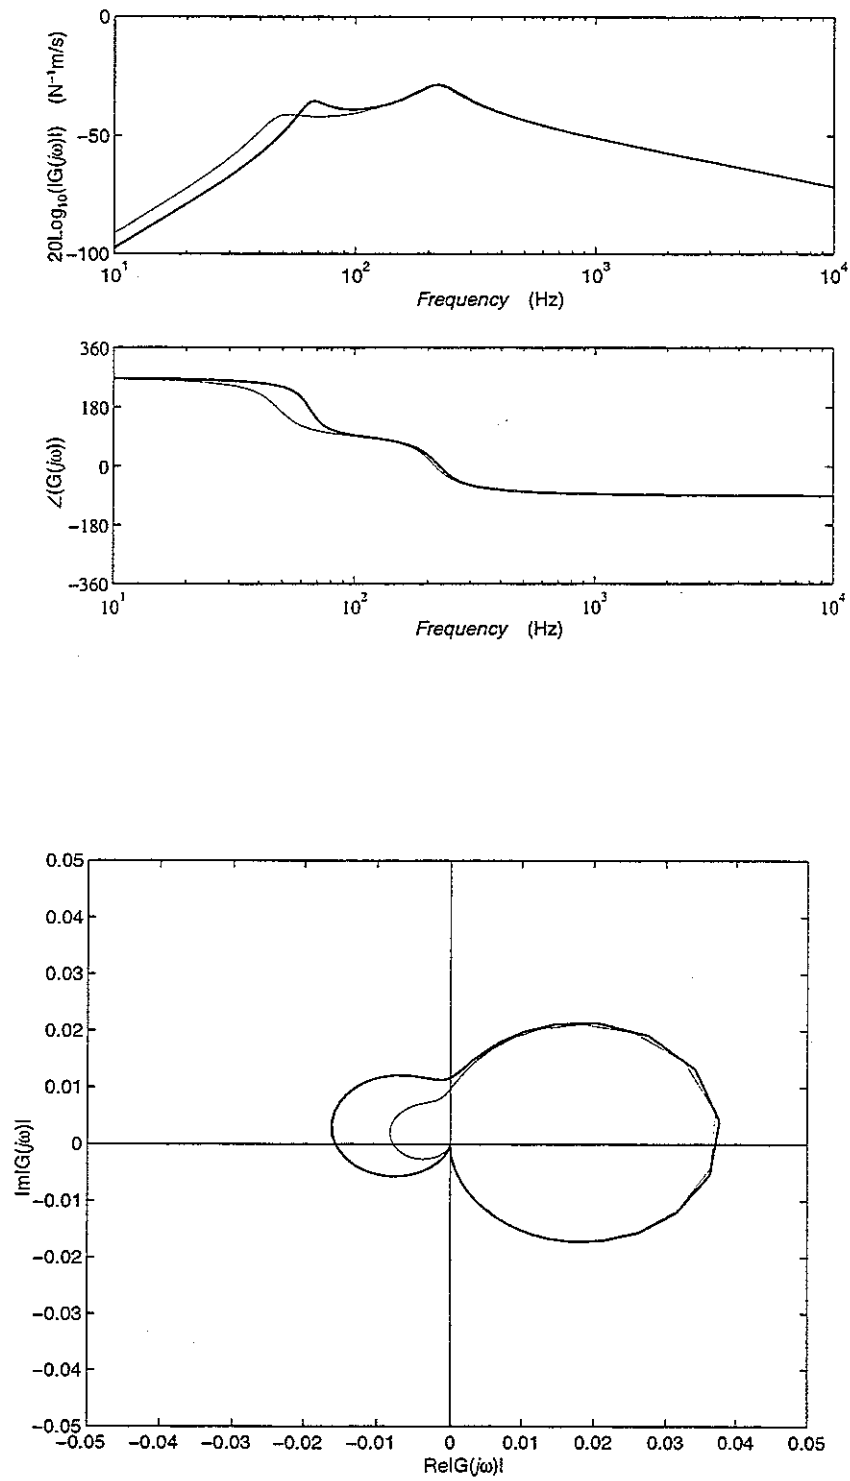 0
−50
−100
20Log₁₀(|G(jω)|) (N⁻¹m/s)
10¹ 10² 10³ 10⁴
Frequency (Hz)
360
180
0
−180
−360
∠(G(jω))
10¹ 10² 10³ 10⁴
Frequency (Hz)
0.05
0.04
0.03
0.02
0.01
0
−0.01
−0.02
−0.03
−0.04
−0.05
Im|G(jω)|
−0.05 −0.04 −0.03 −0.02 −0.01 0 0.01 0.02 0.03 0.04 0.05
Re|G(jω)|